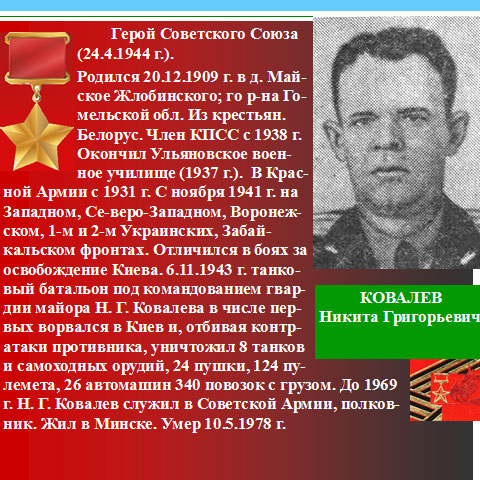 Герой Советского Союза
(24.4.1944 г.).
Родился 20.12.1909 г. в д. Май-
ское Жлобинского; го р-на Го-
мельской обл. Из крестьян.
Белорус. Член КПСС с 1938 г.
Окончил Ульяновское воен-
ное училище (1937 г.). В Крас-
ной Армии с 1931 г. С ноября 1941 г. на
Западном, Се-веро-Западном, Воронеж-
ском, 1-м и 2-м Украинских, Забай-
кальском фронтах. Отличился в боях за
освобождение Киева. 6.11.1943 г. танко-
вый батальон под командованием гвар-
дии майора Н. Г. Ковалева в числе пер-
вых ворвался в Киев и, отбивая контр-
атаки противника, уничтожил 8 танков
и самоходных орудий, 24 пушки, 124 пу-
лемета, 26 автомашин 340 повозок с грузом. До 1969
г. Н. Г. Ковалев служил в Советской Армии, полков-
ник. Жил в Минске. Умер 10.5.1978 г.
КОВАЛЕВ
Никита Григорьевич